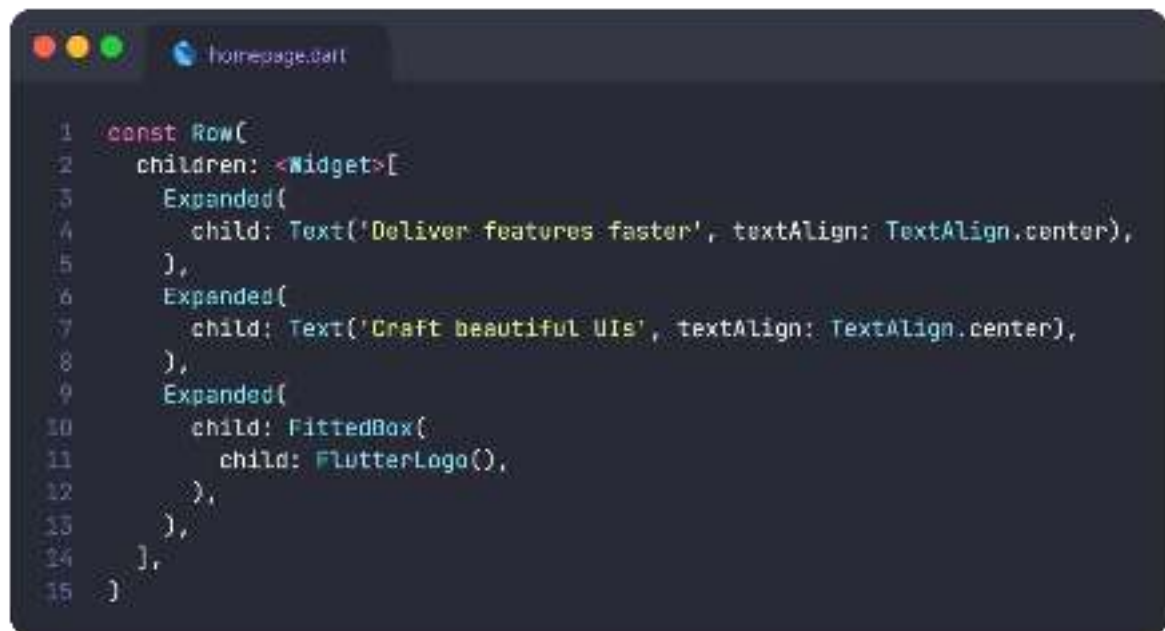 homepage.dart
1 const Row(
2   children: <Widget>[
3     Expanded(
4       child: Text('Deliver features faster', textAlign: TextAlign.center),
5     ),
6     Expanded(
7       child: Text('Craft beautiful UIs', textAlign: TextAlign.center),
8     ),
9     Expanded(
10       child: FittedBox(
11         child: FlutterLogo(),
12       ),
13     ),
14   ],
15 )